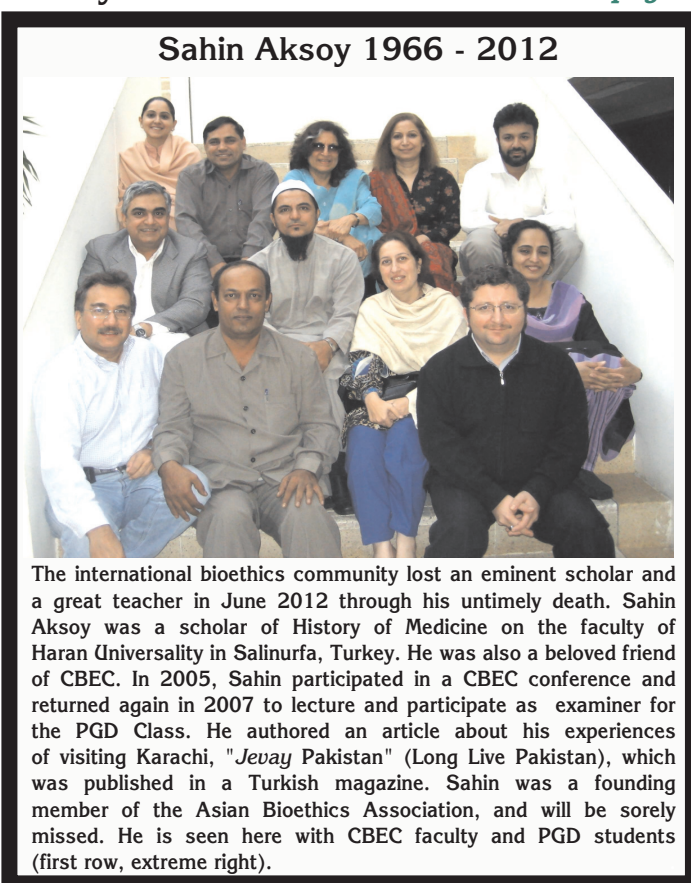 Sahin Aksoy 1966 - 2012
The international bioethics community lost an eminent scholar and
a great teacher in June 2012 through his untimely death. Sahin
Aksoy was a scholar of History of Medicine on the faculty of
Haran Universality in Salinurfa, Turkey. He was also a beloved friend
of CBEC. In 2005, Sahin participated in a CBEC conference and
returned again in 2007 to lecture and participate as examiner for
the PGD Class. He authored an article about his experiences
of visiting Karachi, "Jevay Pakistan" (Long Live Pakistan), which
was published in a Turkish magazine. Sahin was a founding
member of the Asian Bioethics Association, and will be sorely
missed. He is seen here with CBEC faculty and PGD students
(first row, extreme right).